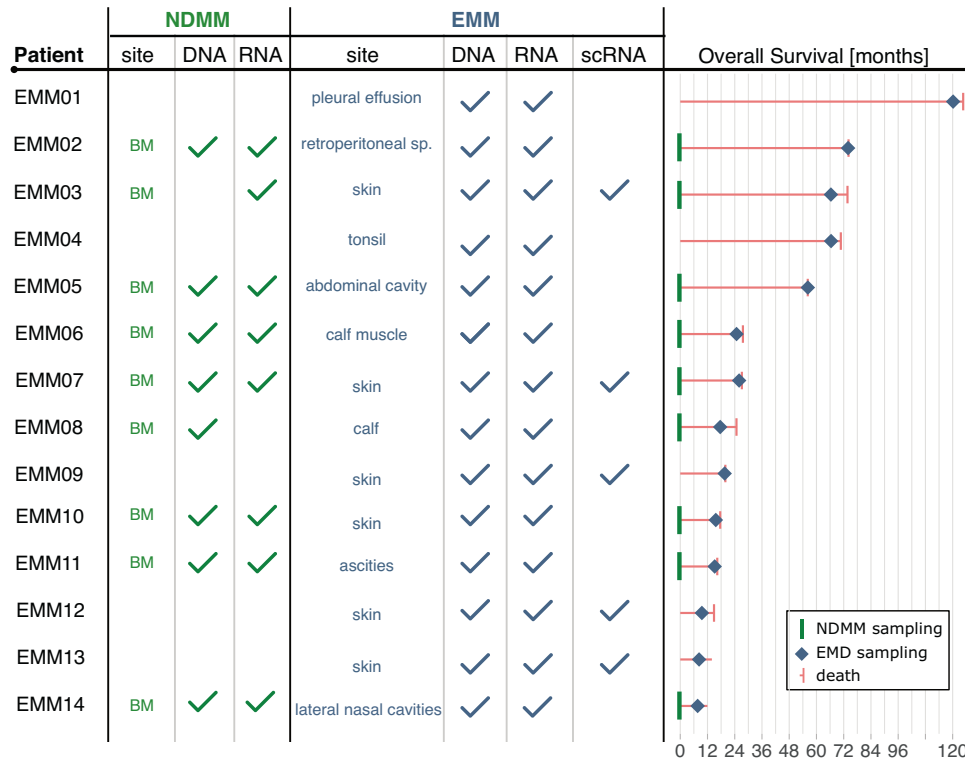 NDMM EMM
Patient site DNA RNA site DNA RNA scRNA Overall Survival [months]
EMM01 pleural effusion
EMM02 BM retroperitoneal sp.
EMM03 BM skin
EMM04 tonsil
EMM05 BM abdominal cavity
EMM06 BM calf muscle
EMM07 BM skin
EMM08 BM calf
EMM09 skin
EMM10 BM skin
EMM11 BM ascities
EMM12 skin
EMM13 skin
EMM14 BM lateral nasal cavities
NDMM sampling
EMD sampling
death
0 12 24 36 48 60 72 84 96 120